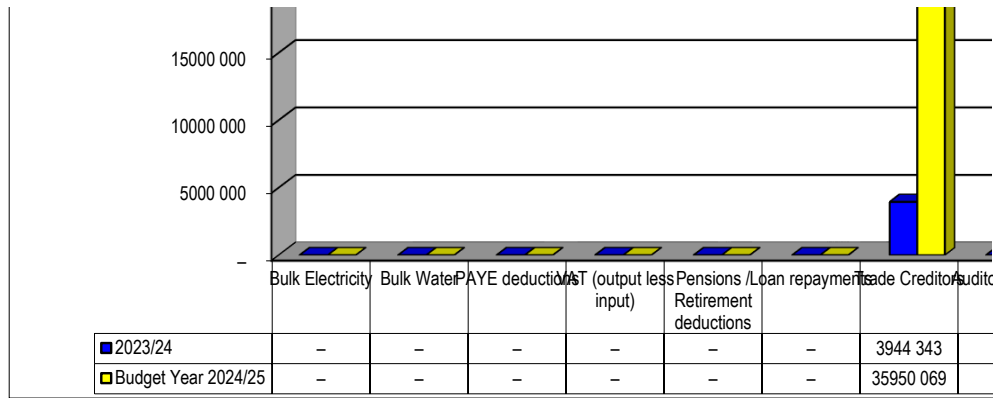 15000 000
10000 000
5000 000
–
Bulk Electricity Bulk Water PAYE deductions VAT (output less input) Pensions / Retirement deductions Loan repayments Trade Creditors Audito
2023/24 – – – – – – 3944 343
Budget Year 2024/25 – – – – – – 35950 069